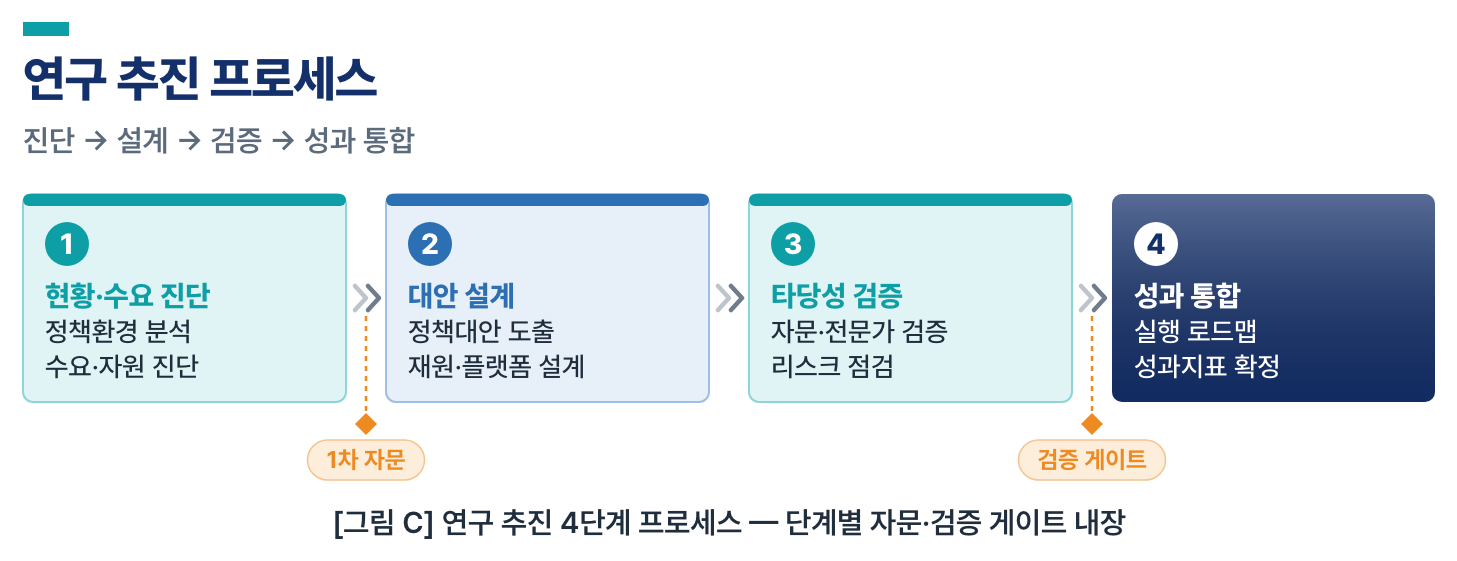 연구 추진 프로세스
진단 → 설계 → 검증 → 성과 통합
1
현황·수요 진단
정책환경 분석
수요·자원 진단
2
대안 설계
정책대안 도출
재원·플랫폼 설계
3
타당성 검증
자문·전문가 검증
리스크 점검
4
성과 통합
실행 로드맵
성과지표 확정
1차 자문
검증 게이트
[그림 C] 연구 추진 4단계 프로세스 — 단계별 자문·검증 게이트 내장